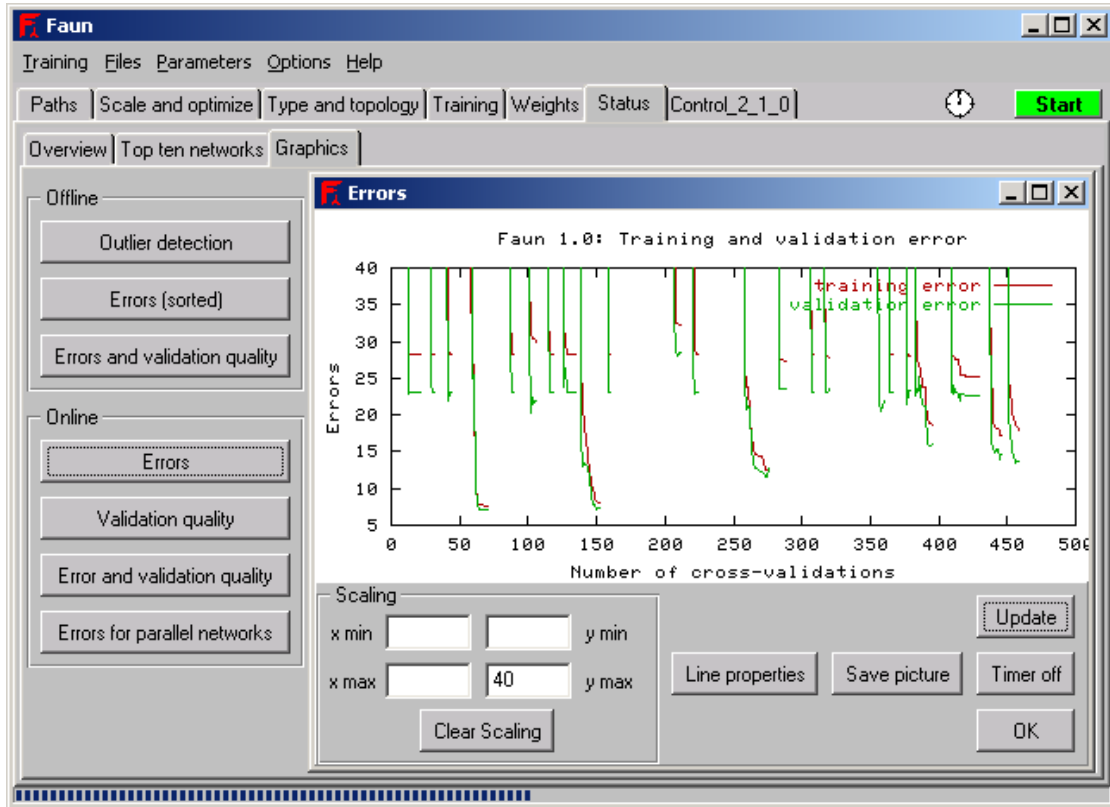 Faun
Training Files Parameters Options Help
Paths Scale and optimize Type and topology Training Weights Status Control_2_1_0 Start
Overview Top ten networks Graphics
Offline
Outlier detection
Errors (sorted)
Errors and validation quality
Online
Errors
Validation quality
Error and validation quality
Errors for parallel networks
Errors
Faun 1.0: Training and validation error
training error
validation error
Errors
40
35
30
25
20
15
10
5
0 50 100 150 200 250 300 350 400 450 500
Number of cross-validations
Scaling
x min y min
x max 40 y max
Clear Scaling
Line properties
Save picture
Update
Timer off
OK